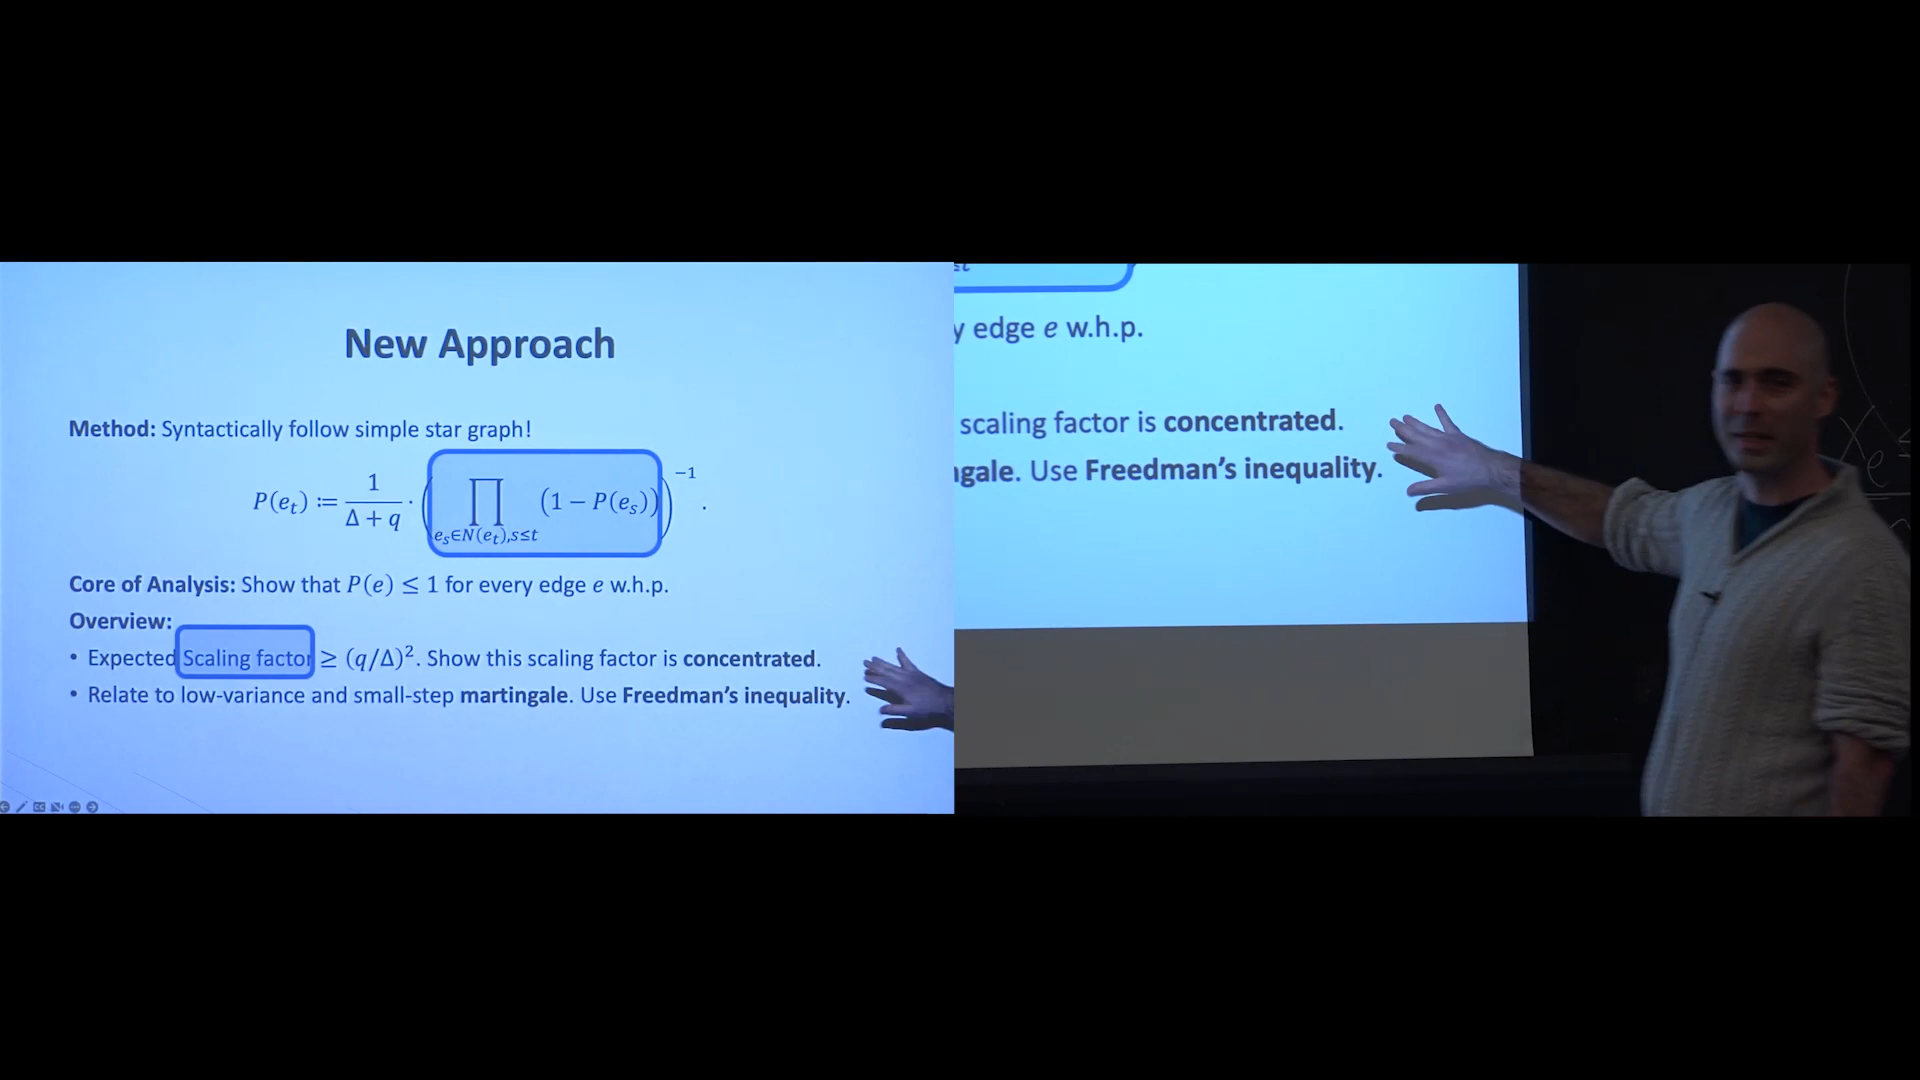 New Approach
Method: Syntactically follow simple star graph!
P(e_t) ≔ 1/(Δ + q) · (∏_{e_s∈N(e_t),s≤t} (1 − P(e_s)))^{−1}.
Core of Analysis: Show that P(e) ≤ 1 for every edge e w.h.p.
Overview:
• Expected Scaling factor ≥ (q/Δ)². Show this scaling factor is concentrated.
• Relate to low-variance and small-step martingale. Use Freedman's inequality.
y edge e w.h.p.
scaling factor is concentrated.
ngale. Use Freedman's inequality.